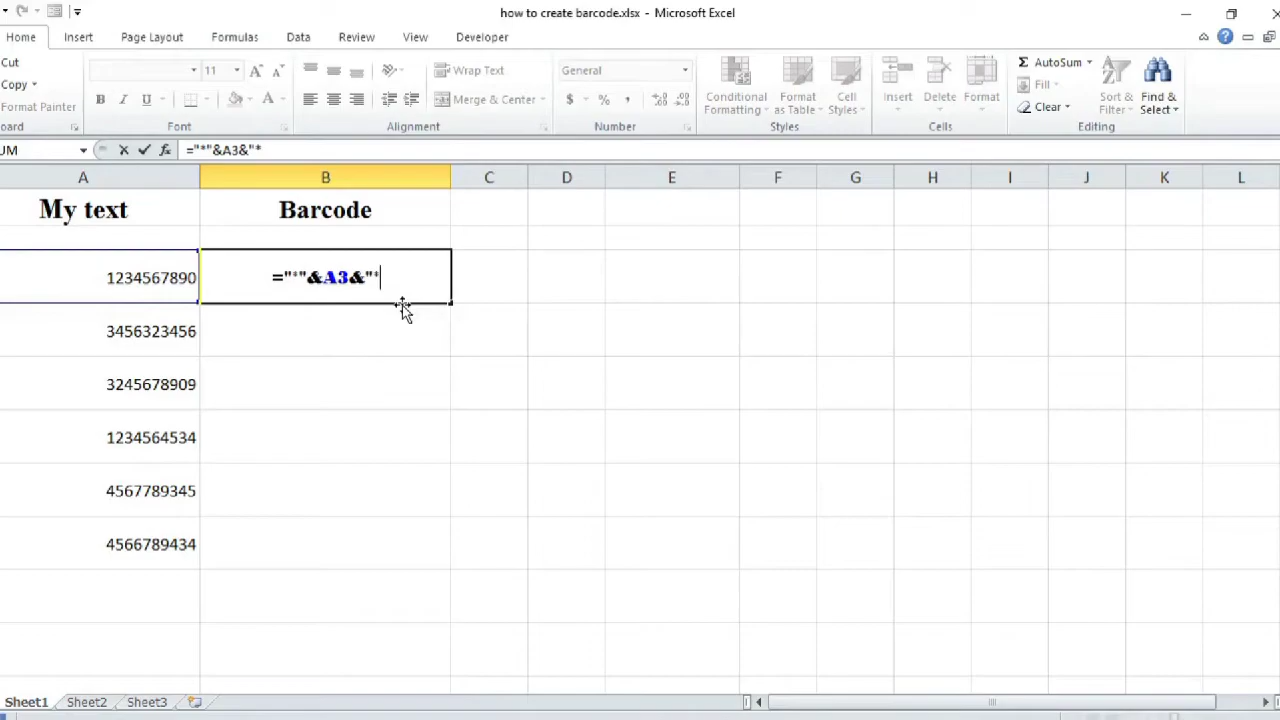 how to create barcode.xlsx - Microsoft Excel
Home Insert Page Layout Formulas Data Review View Developer
Cut
Copy
Format Painter
oard
11 A A
B I U
Font
Wrap Text
Merge & Center
Alignment
General
$ % ,
Number
Conditional Formatting
Format as Table
Cell Styles
Styles
Insert Delete Format
Cells
Σ AutoSum
Fill
Clear
Sort & Filter
Find & Select
Editing
UM fx ="*"&A3&"*
A B C D E F G H I J K L
My text Barcode
1234567890 ="*"&A3&"*
3456323456
3245678909
1234564534
4567789345
4566789434
Sheet1 Sheet2 Sheet3